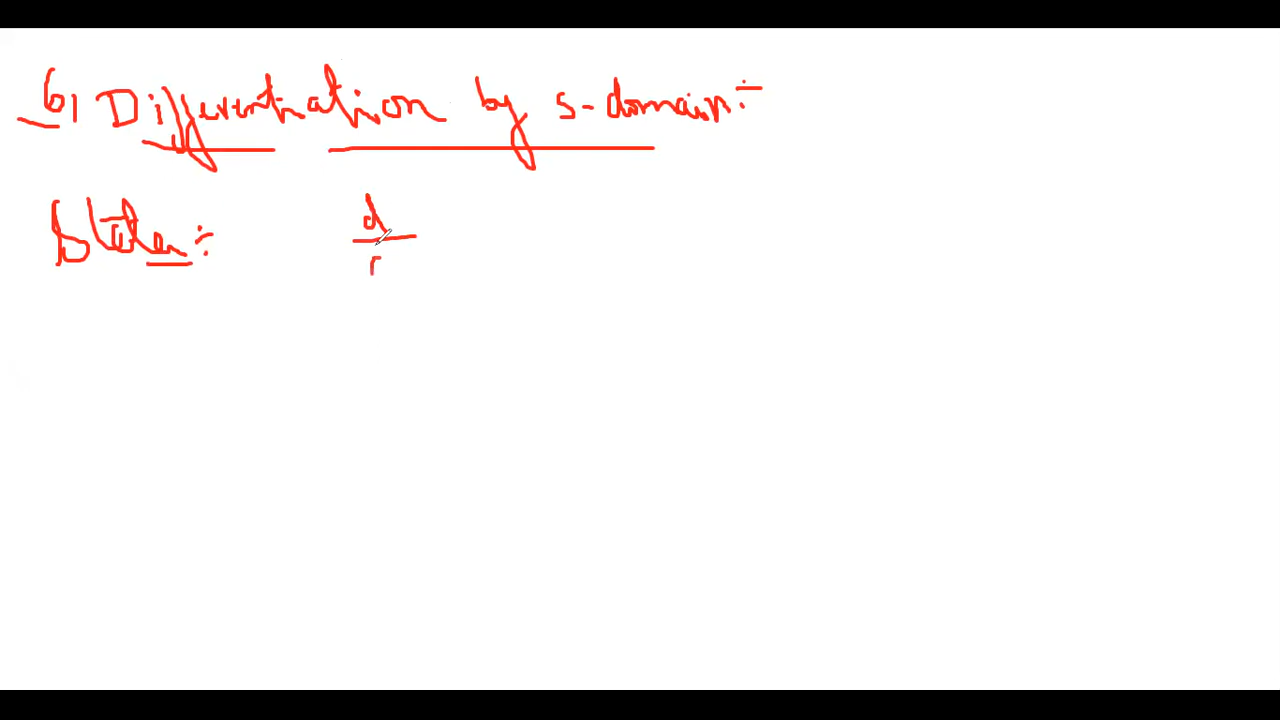 6) Differentiation by s-domain :-
State :-
d